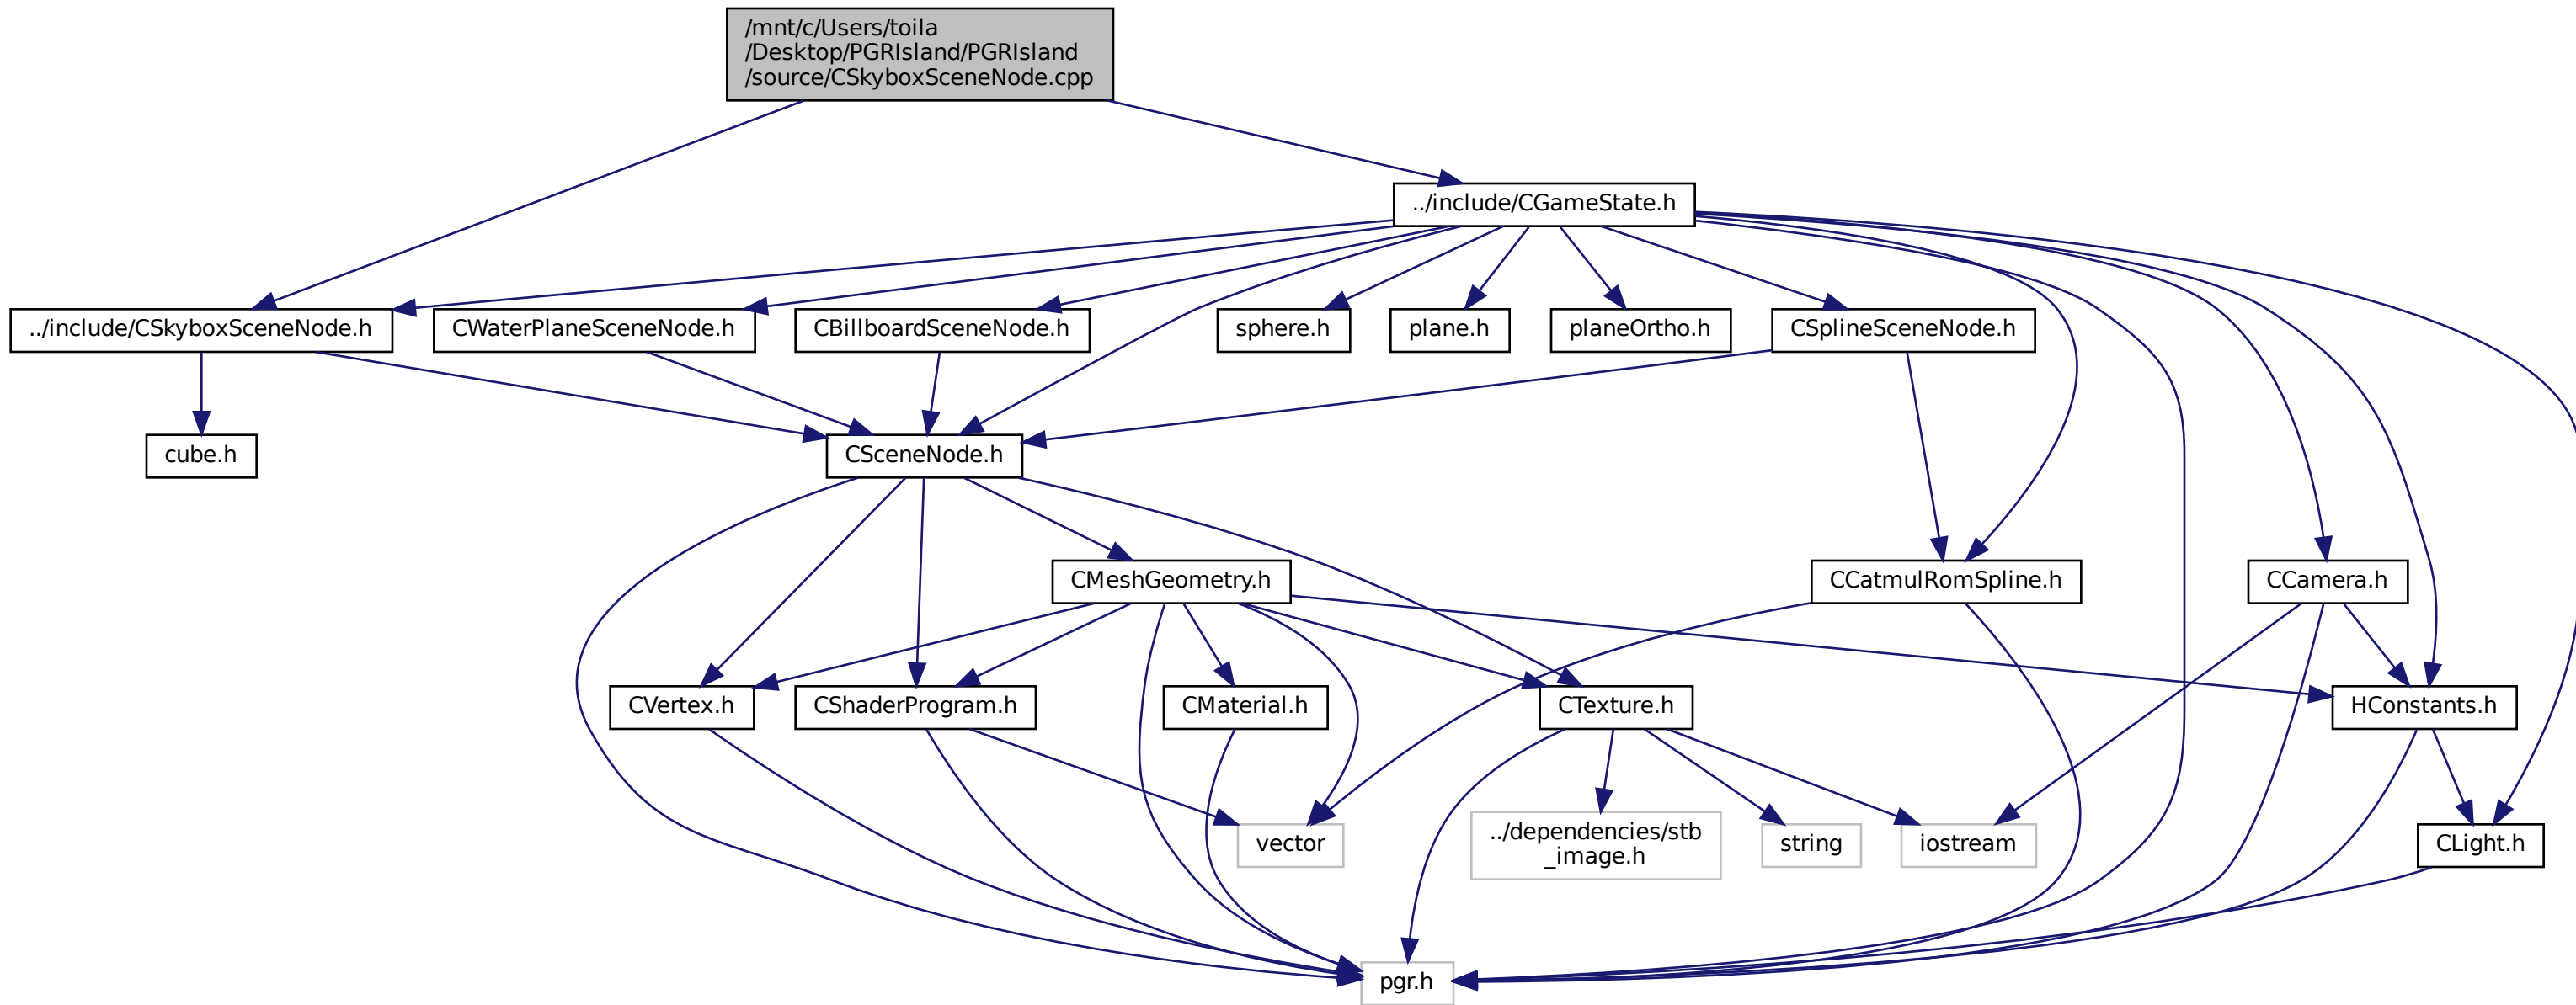 /mnt/c/Users/toila
/Desktop/PGRIsland/PGRIsland
/source/CSkyboxSceneNode.cpp
../include/CGameState.h
../include/CSkyboxSceneNode.h
CWaterPlaneSceneNode.h
CBillboardSceneNode.h
sphere.h
plane.h
planeOrtho.h
CSplineSceneNode.h
cube.h
CSceneNode.h
CMeshGeometry.h
CCatmulRomSpline.h
CCamera.h
CVertex.h
CShaderProgram.h
CMaterial.h
CTexture.h
HConstants.h
vector
../dependencies/stb
_image.h
string
iostream
CLight.h
pgr.h